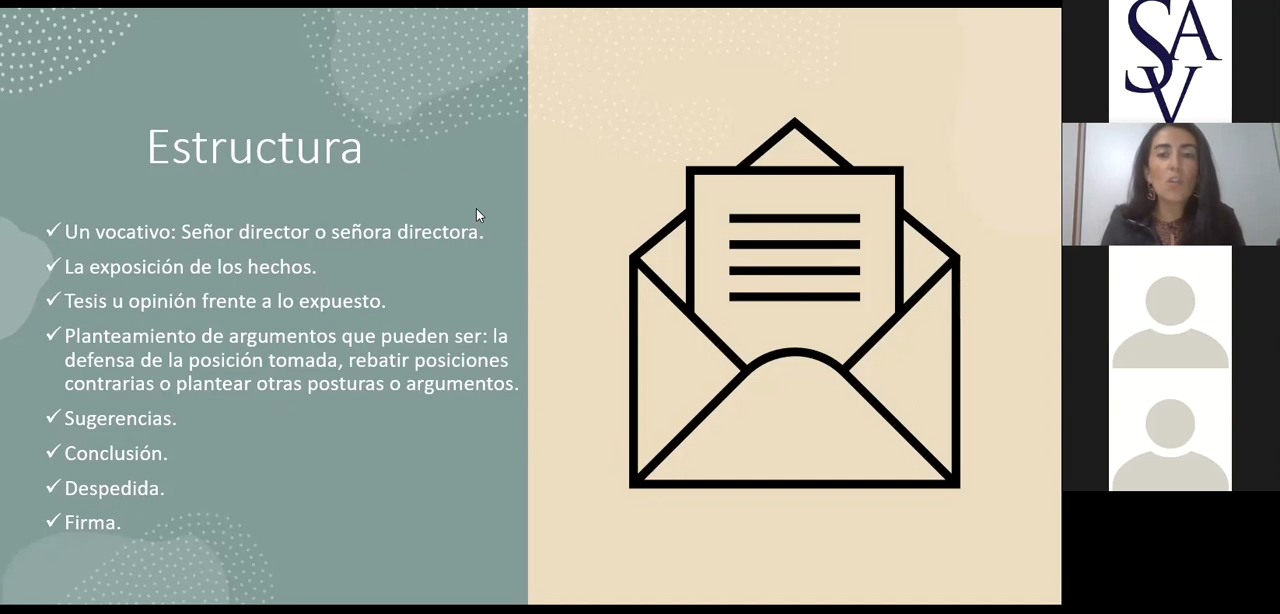 Estructura
Un vocativo: Señor director o señora directora.
La exposición de los hechos.
Tesis u opinión frente a lo expuesto.
Planteamiento de argumentos que pueden ser: la
defensa de la posición tomada, rebatir posiciones
contrarias o plantear otras posturas o argumentos.
Sugerencias.
Conclusión.
Despedida.
Firma.
SAV